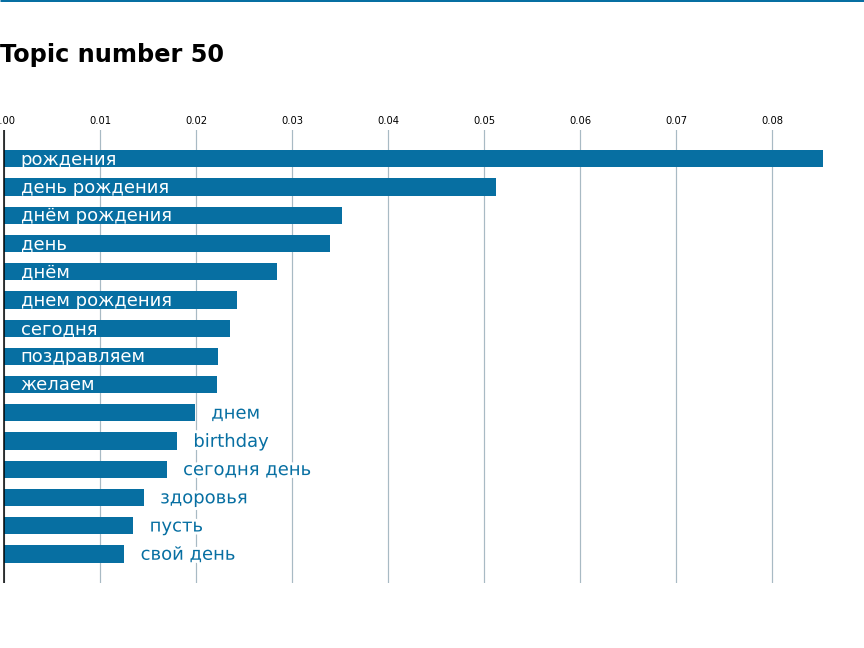 Topic number 50
.00 0.01 0.02 0.03 0.04 0.05 0.06 0.07 0.08
рождения
день рождения
днём рождения
день
днём
днем рождения
сегодня
поздравляем
желаем
днем
birthday
сегодня день
здоровья
пусть
свой день